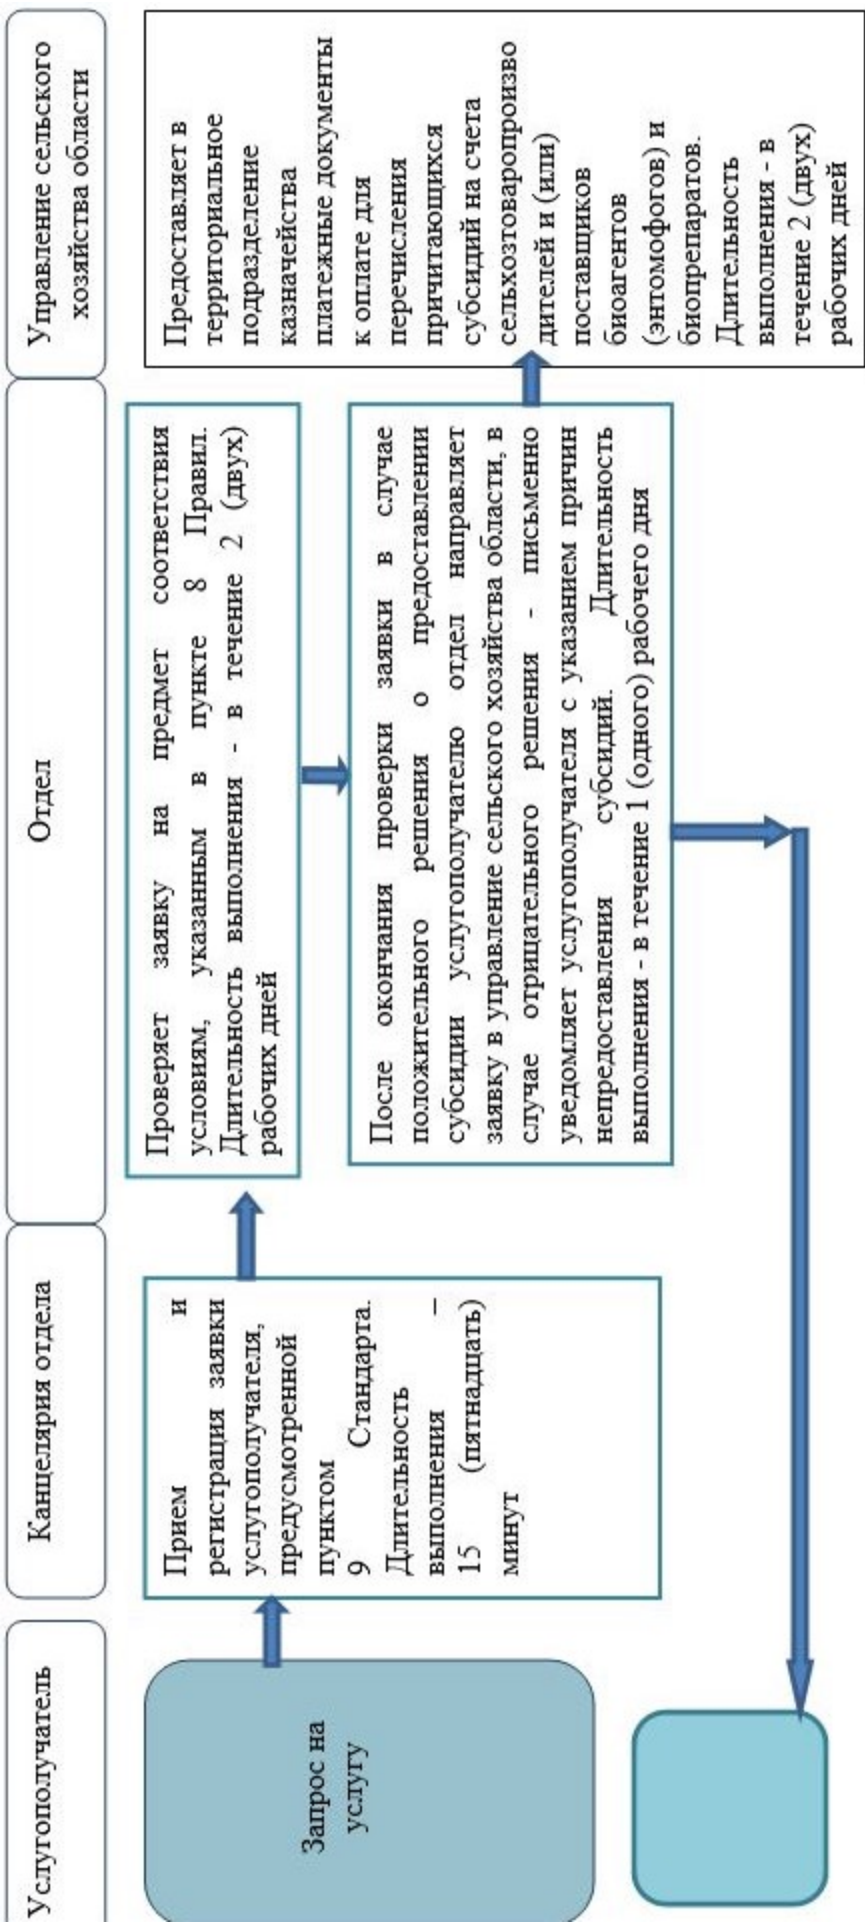 Услугополучатель
Канцелярия отдела
Отдел
Управление сельского
хозяйства области
Запрос на
услугу
Прием и
регистрация заявки
услугополучателя,
предусмотренной
пунктом
9 Стандарта.
Длительность
выполнения –
15 (пятнадцать)
минут
Проверяет заявку на предмет соответствия
условиям, указанным в пункте 8 Правил.
Длительность выполнения - в течение 2 (двух)
рабочих дней
После окончания проверки заявки в случае
положительного решения о предоставлении
субсидии услугополучателю отдел направляет
заявку в управление сельского хозяйства области, в
случае отрицательного решения - письменно
уведомляет услугополучателя с указанием причин
непредоставления субсидий. Длительность
выполнения - в течение 1 (одного) рабочего дня
Предоставляет в
территориальное
подразделение
казначейства
платежные документы
к оплате для
перечисления
причитающихся
субсидий на счета
сельхозтоваропроизво
дителей и (или)
поставщиков
биоагентов
(энтомофогов) и
биопрепаратов.
Длительность
выполнения - в
течение 2 (двух)
рабочих дней